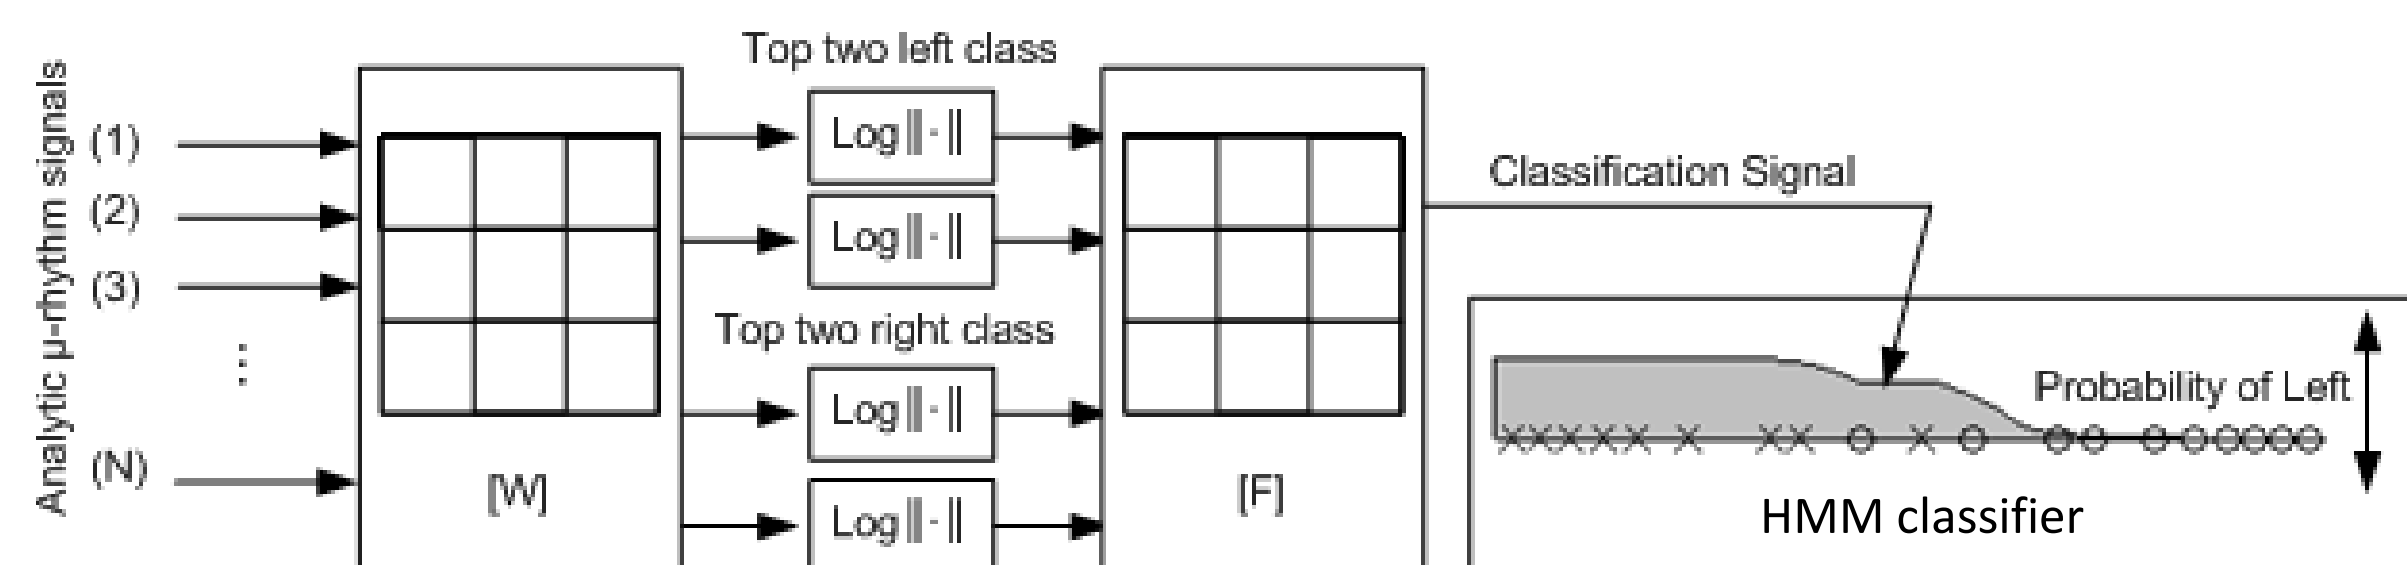 Analytic µ-rhythm signals
(1)
(2)
(3)
⋮
(N)
[W]
Top two left class
Log‖·‖
Log‖·‖
Top two right class
Log‖·‖
Log‖·‖
[F]
Classification Signal
Probability of Left
HMM classifier